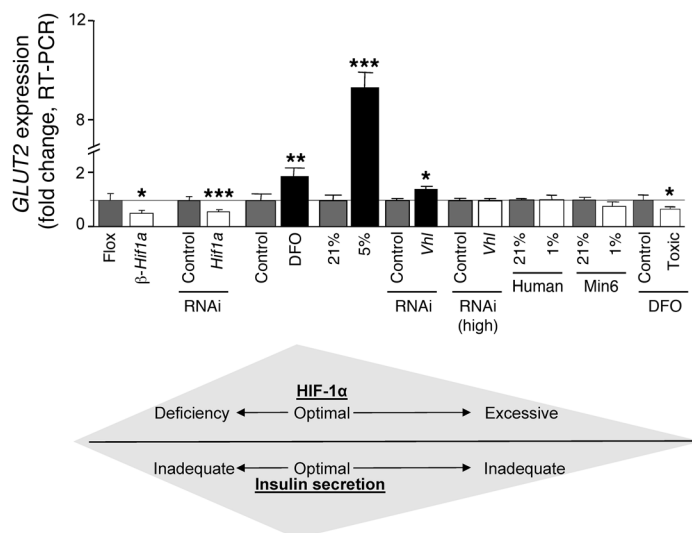 GLUT2 expression
(fold change, RT-PCR)
12
8
2
0
* *** ** *** * *
Flox β-Hif1a Control Hif1a Control DFO 21% 5% Control Vhl Control Vhl 21% 1% 21% 1% Control Toxic
RNAi RNAi RNAi (high) Human Min6 DFO
HIF-1α
Deficiency Optimal Excessive
Inadequate Optimal Inadequate
Insulin secretion